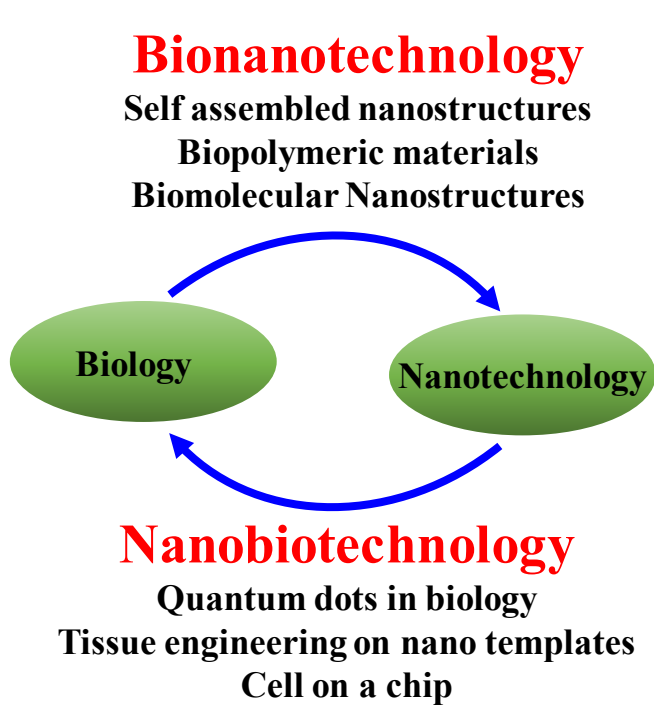 Bionanotechnology
Self assembled nanostructures
Biopolymeric materials
Biomolecular Nanostructures
Biology
Nanotechnology
Nanobiotechnology
Quantum dots in biology
Tissue engineering on nano templates
Cell on a chip